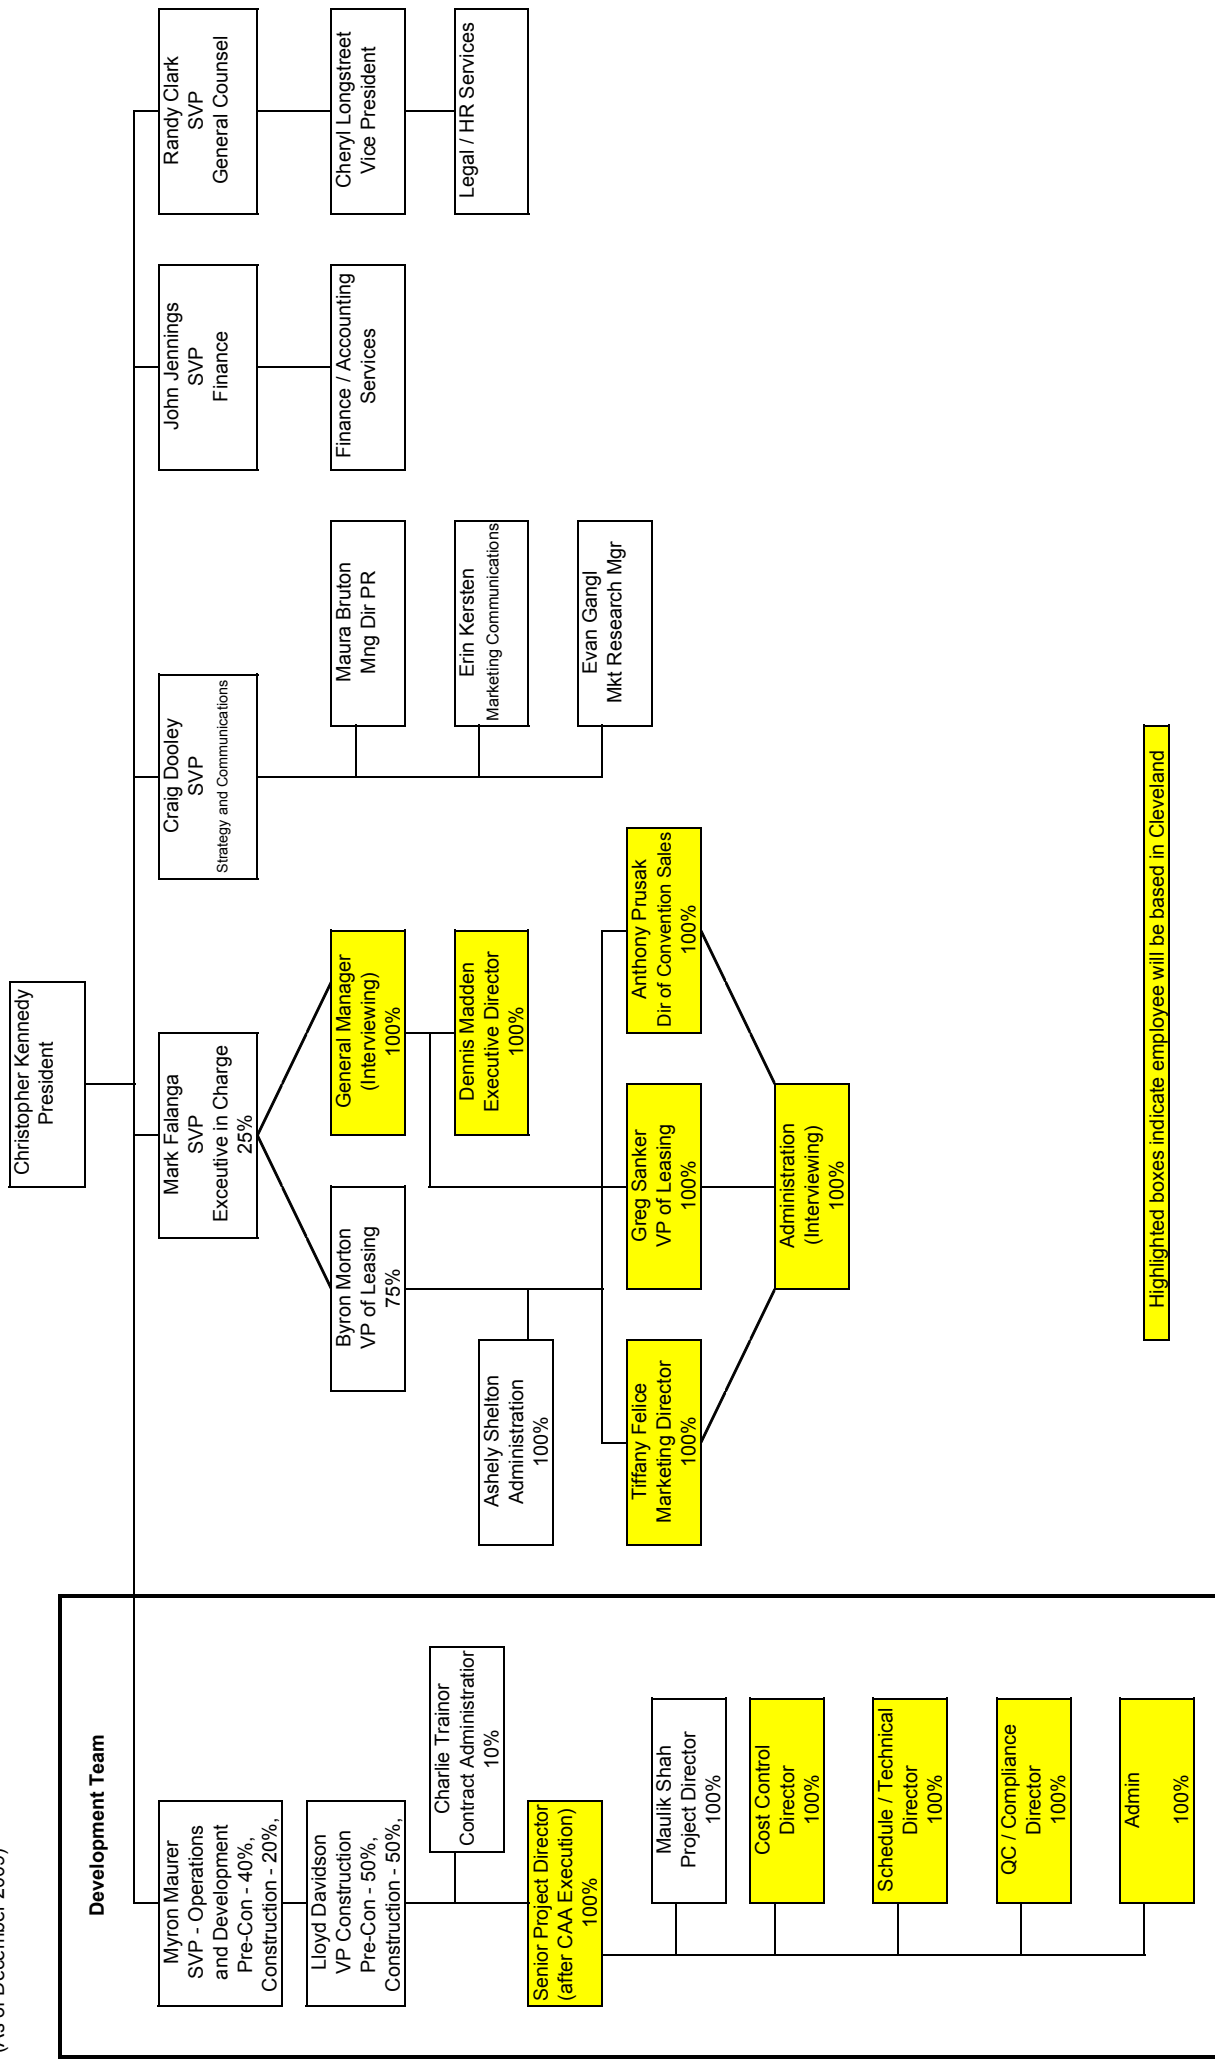 (As of December 2009)
Christopher Kennedy
President
Development Team
Myron Maurer
SVP - Operations
and Development
Pre-Con - 40%,
Construction - 20%,
Lloyd Davidson
VP Construction
Pre-Con - 50%,
Construction - 50%,
Charlie Trainor
Contract Administration
10%
Senior Project Director
(after CAA Execution)
100%
Maulik Shah
Project Director
100%
Cost Control
Director
100%
Schedule / Technical
Director
100%
QC / Compliance
Director
100%
Admin
100%
Mark Falanga
SVP
Exceutive in Charge
25%
Byron Morton
VP of Leasing
75%
General Manager
(Interviewing)
100%
Dennis Madden
Executive Director
100%
Ashely Shelton
Administration
100%
Tiffany Felice
Marketing Director
100%
Greg Sanker
VP of Leasing
100%
Anthony Prusak
Dir of Convention Sales
100%
Administration
(Interviewing)
100%
Craig Dooley
SVP
Strategy and Communications
Maura Bruton
Mng Dir PR
Erin Kersten
Marketing Communications
Evan Gangl
Mkt Research Mgr
John Jennings
SVP
Finance
Finance / Accounting
Services
Randy Clark
SVP
General Counsel
Cheryl Longstreet
Vice President
Legal / HR Services
Highlighted boxes indicate employee will be based in Cleveland